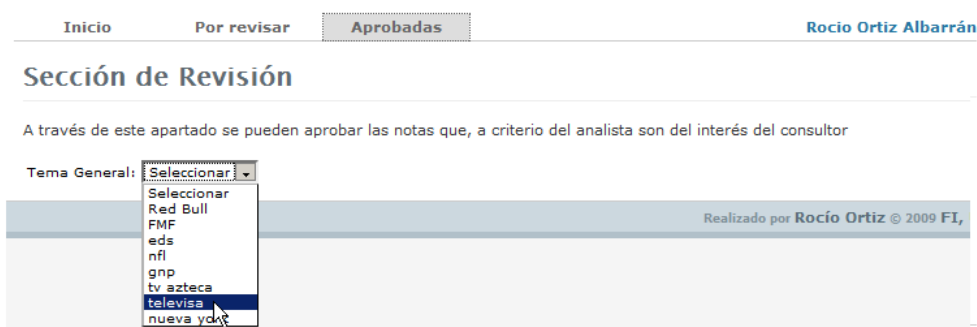 Inicio Por revisar Aprobadas Rocio Ortiz Albarrán
Sección de Revisión
A través de este apartado se pueden aprobar las notas que, a criterio del analista son del interés del consultor
Tema General: Seleccionar
Seleccionar
Red Bull
FMF
eds
nfl
gnp
tv azteca
televisa
nueva york
Realizado por Rocío Ortiz © 2009 FI,